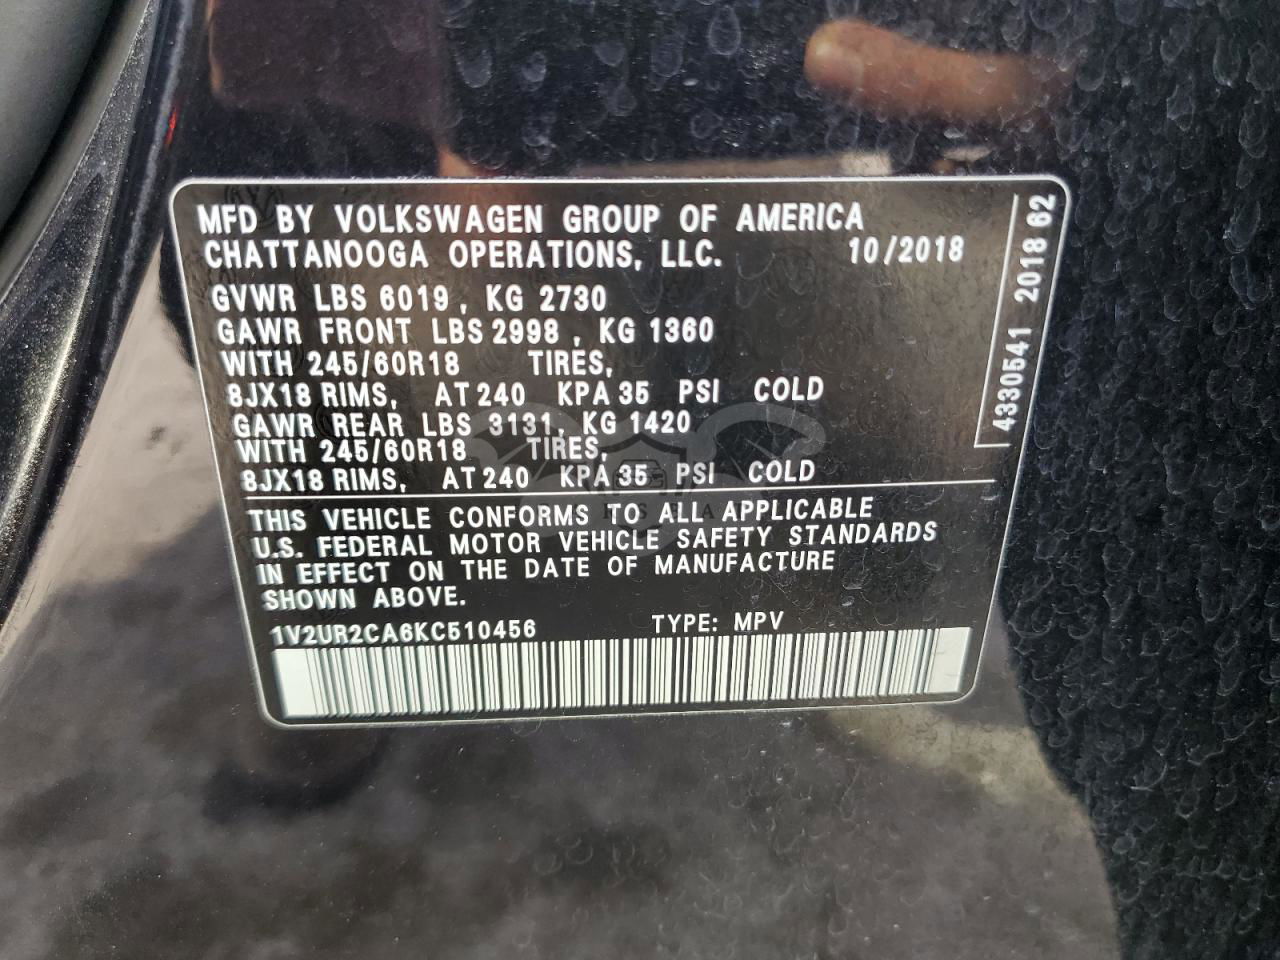 MFD BY VOLKSWAGEN GROUP OF AMERICA
CHATTANOOGA OPERATIONS, LLC. 10/2018
GVWR LBS 6019, KG 2730
GAWR FRONT LBS 2998, KG 1360
WITH 245/60R18 TIRES,
8JX18 RIMS, AT 240 KPA 35 PSI COLD
GAWR REAR LBS 3131, KG 1420
WITH 245/60R18 TIRES,
8JX18 RIMS, AT 240 KPA 35 PSI COLD
THIS VEHICLE CONFORMS TO ALL APPLICABLE
U.S. FEDERAL MOTOR VEHICLE SAFETY STANDARDS
IN EFFECT ON THE DATE OF MANUFACTURE
SHOWN ABOVE.
1V2UR2CA6KC510456 TYPE: MPV
4330541 2018 62